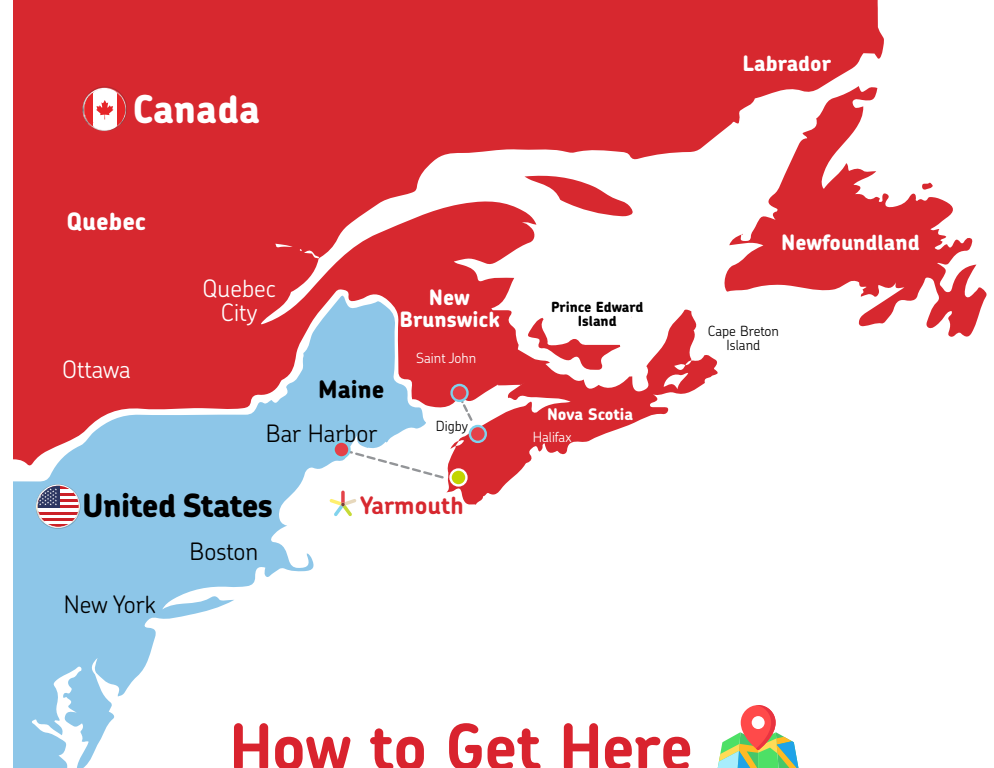 Labrador
Canada
Quebec
Newfoundland
Quebec
City
New
Brunswick
Prince Edward
Island
Cape Breton
Island
Saint John
Ottawa
Maine
Nova Scotia
Digby
Bar Harbor
Halifax
United States
Yarmouth
Boston
New York
How to Get Here